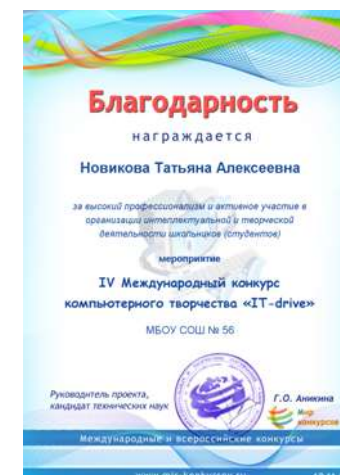 Благодарность
награждается
Новикова Татьяна Алексеевна
за высокий профессионализм и активное участие в
организации интеллектуальной и творческой
деятельности школьников (студентов)
мероприятие
IV Международный конкурс
компьютерного творчества «IT-drive»
МБОУ СОШ № 56
Руководитель проекта,
кандидат технических наук
Г.О. Аникина
Мир
конкурсов
Международные и всероссийские конкурсы